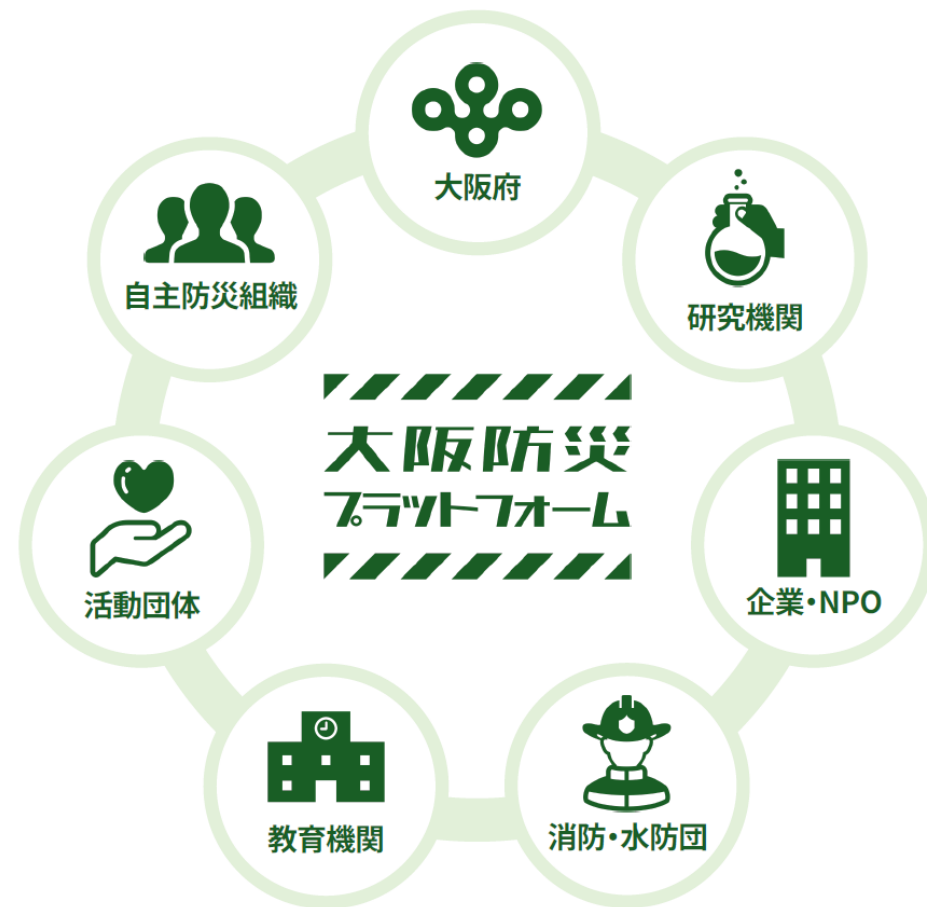 大阪府
自主防災組織
研究機関
大阪防災
プラットフォーム
活動団体
企業・NPO
教育機関
消防・水防団